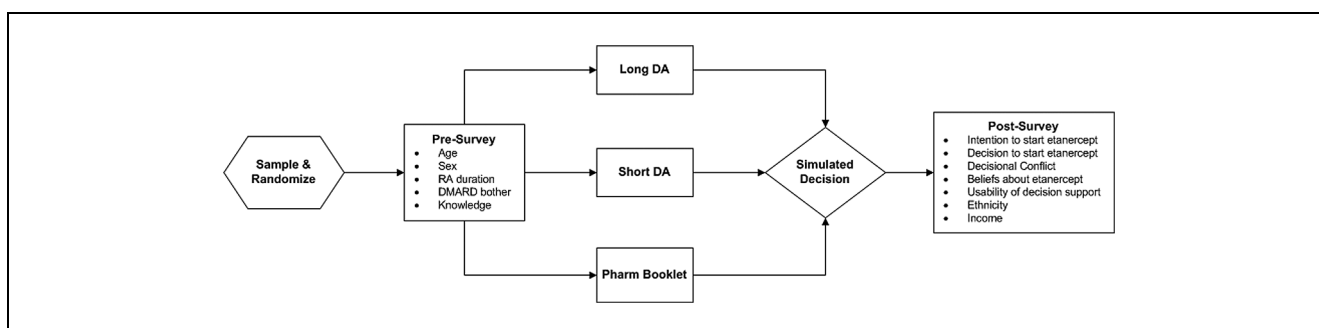 Sample &
Randomize
Pre-Survey
• Age
• Sex
• RA duration
• DMARD bother
• Knowledge
Long DA
Short DA
Pharm Booklet
Simulated
Decision
Post-Survey
• Intention to start etanercept
• Decision to start etanercept
• Decisional Conflict
• Beliefs about etanercept
• Usability of decision support
• Ethnicity
• Income